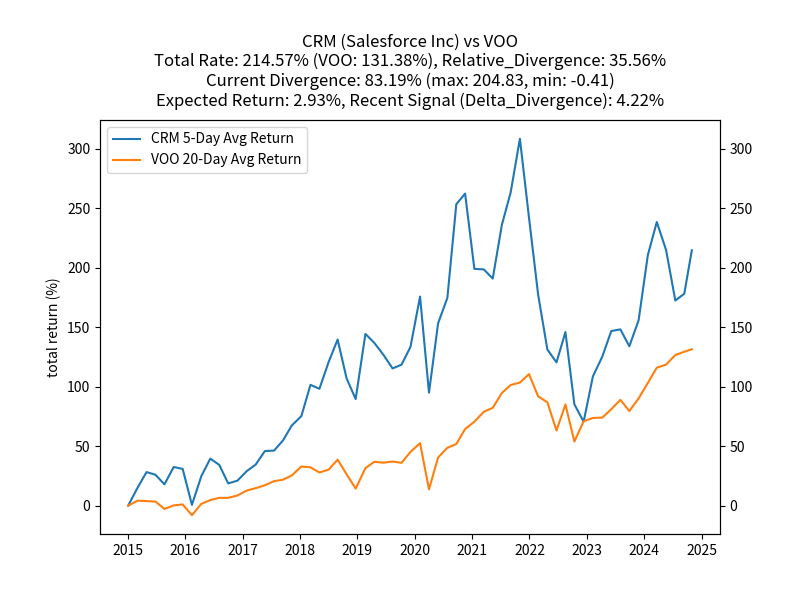 CRM (Salesforce Inc) vs VOO
Total Rate: 214.57% (VOO: 131.38%), Relative_Divergence: 35.56%
Current Divergence: 83.19% (max: 204.83, min: -0.41)
Expected Return: 2.93%, Recent Signal (Delta_Divergence): 4.22%
CRM 5-Day Avg Return
VOO 20-Day Avg Return
total return (%)
300
250
200
150
100
50
0
300
250
200
150
100
50
0
2015 2016 2017 2018 2019 2020 2021 2022 2023 2024 2025